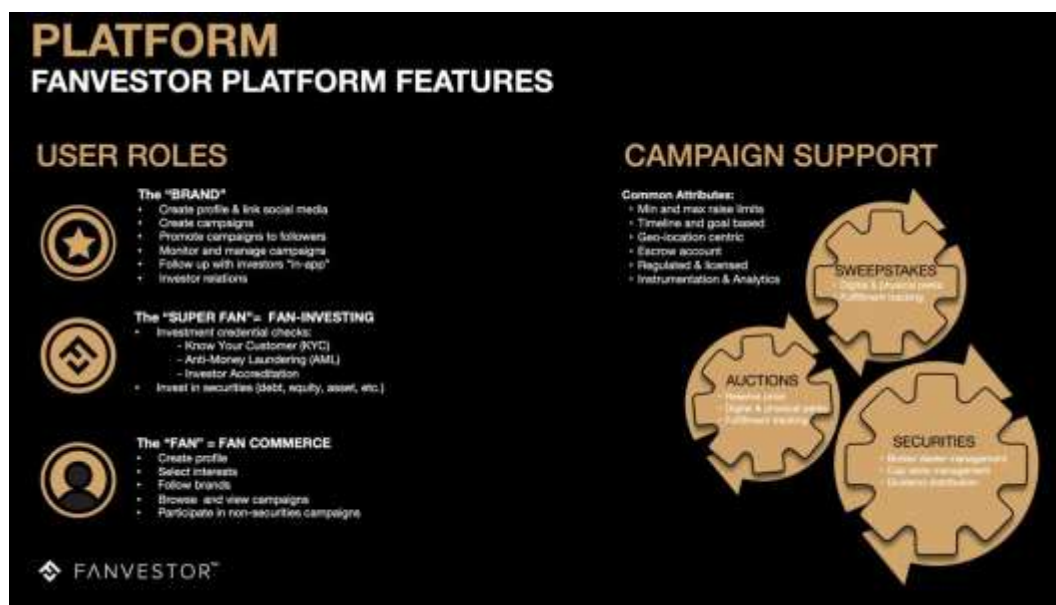 PLATFORM
FANVESTOR PLATFORM FEATURES
USER ROLES
The "BRAND"
• Create profile & link social media
• Create campaigns
• Promote campaigns to followers
• Monitor and manage campaigns
• Follow up with investors "in-app"
• Investor relations
The "SUPER FAN"= FAN-INVESTING
• Investment credential checks:
- Know Your Customer (KYC)
- Anti-Money Laundering (AML)
- Investor Accreditation
• Invest in securities (debt, equity, asset, etc.)
The "FAN" = FAN COMMERCE
• Create profile
• Select interests
• Follow brands
• Browse and view campaigns
• Participate in non-securities campaigns
FANVESTOR™
CAMPAIGN SUPPORT
Common Attributes:
• Min and max raise limits
• Timeline and goal based
• Geo-location centric
• Escrow account
• Regulated & licensed
• Instrumentation & Analytics
SWEEPSTAKES
• Digital & physical perks
• Fulfillment tracking
AUCTIONS
• Reserve price
• Digital & physical perks
• Fulfillment tracking
SECURITIES
• Broker dealer management
• Cap table management
• Dividend distribution